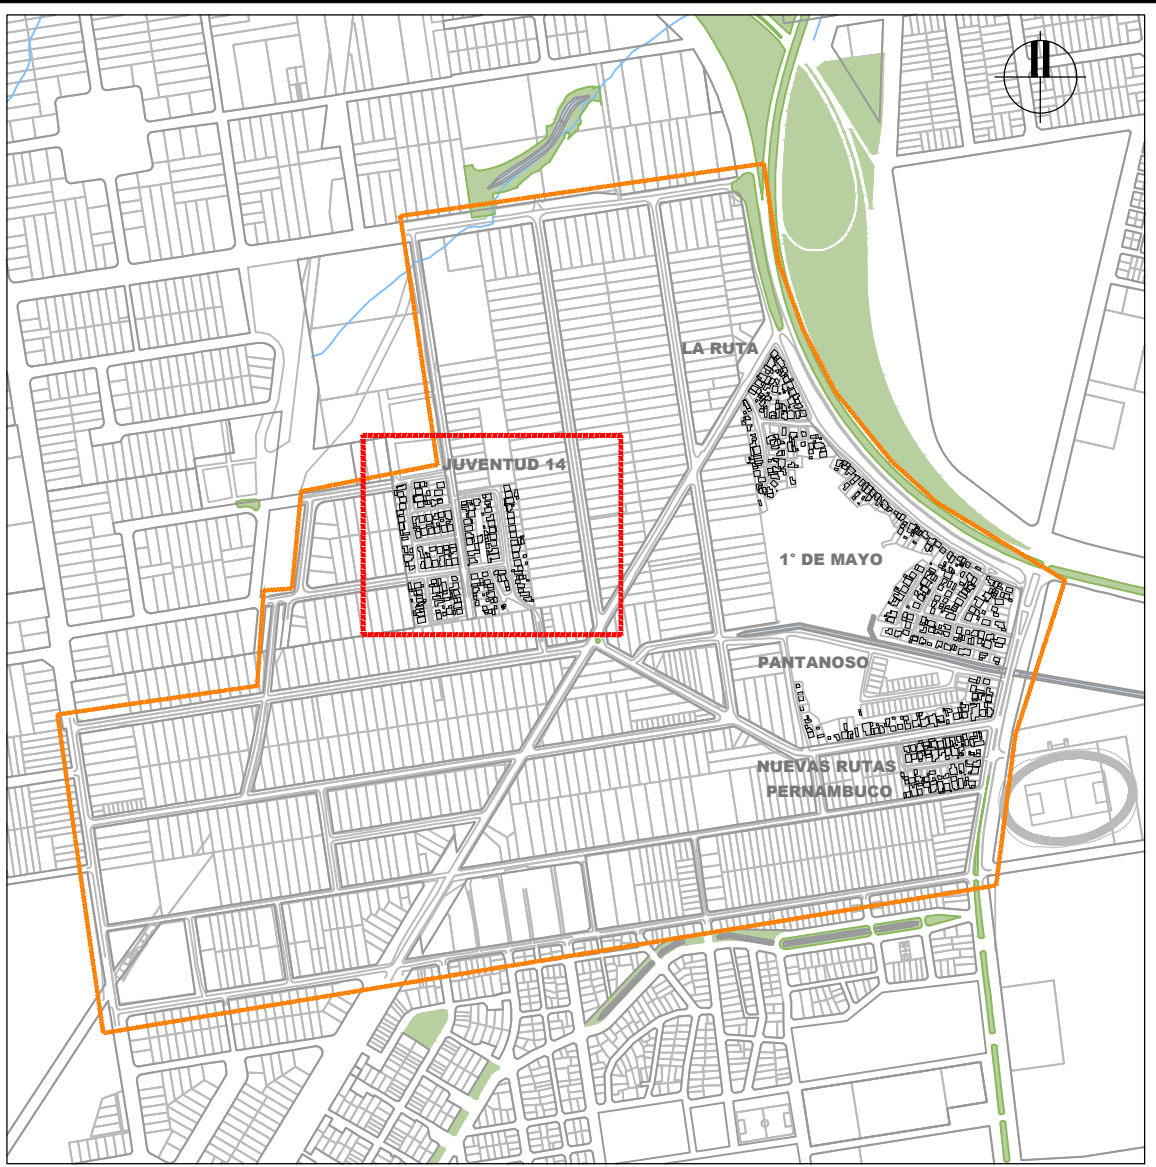 LA RUTA
JUVENTUD 14
1° DE MAYO
PANTANOSO
NUEVAS RUTAS
PERNAMBUCO